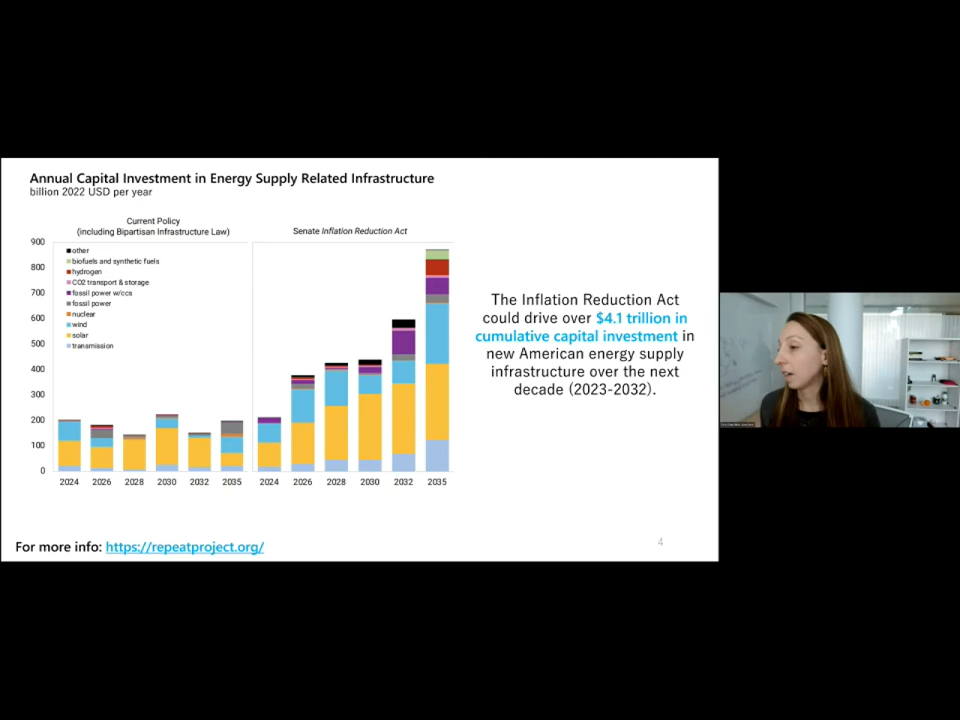 Annual Capital Investment in Energy Supply Related Infrastructure
billion 2022 USD per year
Current Policy
(including Bipartisan Infrastructure Law)
Senate Inflation Reduction Act
900
800
700
600
500
400
300
200
100
0
other
biofuels and synthetic fuels
hydrogen
CO2 transport & storage
fossil power w/ccs
fossil power
nuclear
wind
solar
transmission
2024 2026 2028 2030 2032 2035
2024 2026 2028 2030 2032 2035
The Inflation Reduction Act
could drive over $4.1 trillion in
cumulative capital investment in
new American energy supply
infrastructure over the next
decade (2023-2032).
For more info: https://repeatproject.org/
4